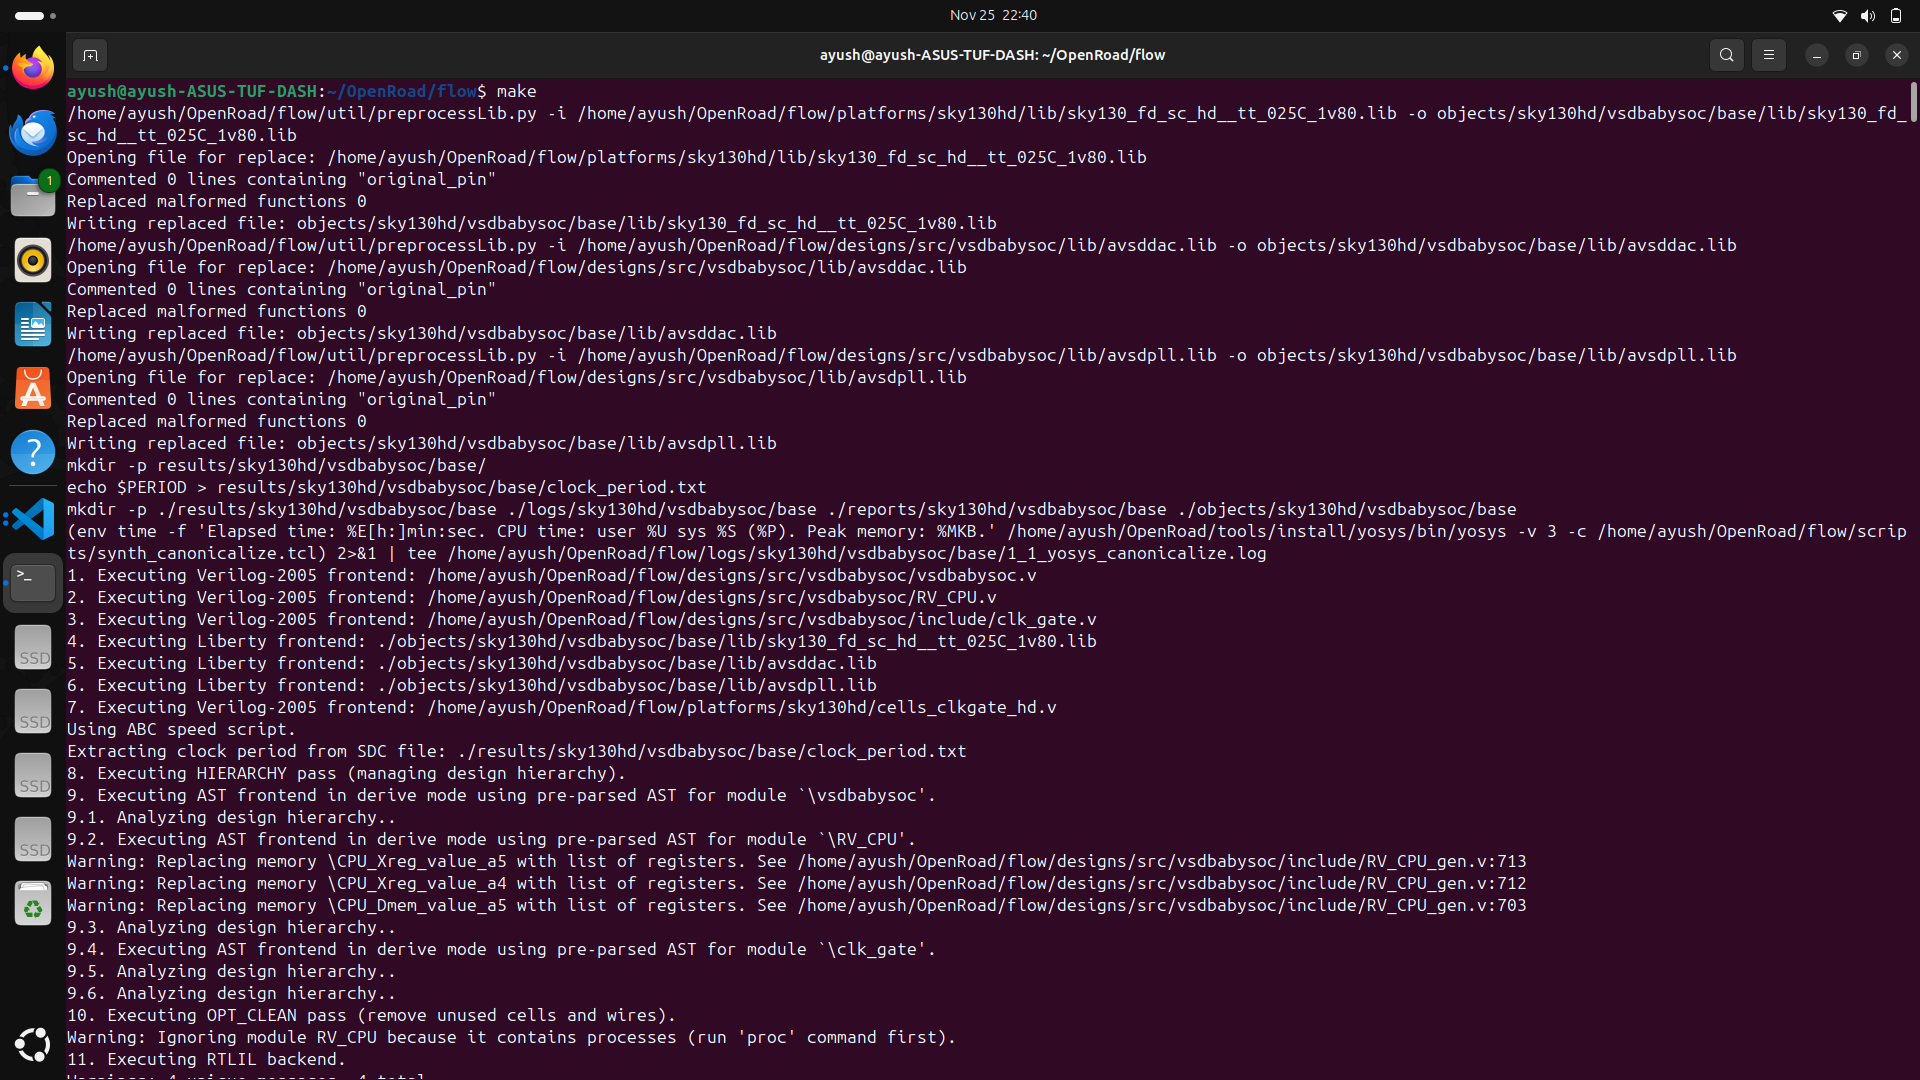 Nov 25 22:40
ayush@ayush-ASUS-TUF-DASH: ~/OpenRoad/flow
ayush@ayush-ASUS-TUF-DASH:~/OpenRoad/flow$ make
/home/ayush/OpenRoad/flow/util/preprocessLib.py -i /home/ayush/OpenRoad/flow/platforms/sky130hd/lib/sky130_fd_sc_hd__tt_025C_1v80.lib -o objects/sky130hd/vsdbabysoc/base/lib/sky130_fd_
sc_hd__tt_025C_1v80.lib
Opening file for replace: /home/ayush/OpenRoad/flow/platforms/sky130hd/lib/sky130_fd_sc_hd__tt_025C_1v80.lib
Commented 0 lines containing "original_pin"
Replaced malformed functions 0
Writing replaced file: objects/sky130hd/vsdbabysoc/base/lib/sky130_fd_sc_hd__tt_025C_1v80.lib
/home/ayush/OpenRoad/flow/util/preprocessLib.py -i /home/ayush/OpenRoad/flow/designs/src/vsdbabysoc/lib/avsddac.lib -o objects/sky130hd/vsdbabysoc/base/lib/avsddac.lib
Opening file for replace: /home/ayush/OpenRoad/flow/designs/src/vsdbabysoc/lib/avsddac.lib
Commented 0 lines containing "original_pin"
Replaced malformed functions 0
Writing replaced file: objects/sky130hd/vsdbabysoc/base/lib/avsddac.lib
/home/ayush/OpenRoad/flow/util/preprocessLib.py -i /home/ayush/OpenRoad/flow/designs/src/vsdbabysoc/lib/avsdpll.lib -o objects/sky130hd/vsdbabysoc/base/lib/avsdpll.lib
Opening file for replace: /home/ayush/OpenRoad/flow/designs/src/vsdbabysoc/lib/avsdpll.lib
Commented 0 lines containing "original_pin"
Replaced malformed functions 0
Writing replaced file: objects/sky130hd/vsdbabysoc/base/lib/avsdpll.lib
mkdir -p results/sky130hd/vsdbabysoc/base/
echo $PERIOD > results/sky130hd/vsdbabysoc/base/clock_period.txt
mkdir -p ./results/sky130hd/vsdbabysoc/base ./logs/sky130hd/vsdbabysoc/base ./reports/sky130hd/vsdbabysoc/base ./objects/sky130hd/vsdbabysoc/base
(env time -f 'Elapsed time: %E[h:]min:sec. CPU time: user %U sys %S (%P). Peak memory: %MKB.' /home/ayush/OpenRoad/tools/install/yosys/bin/yosys -v 3 -c /home/ayush/OpenRoad/flow/scrip
ts/synth_canonicalize.tcl) 2>&1 | tee /home/ayush/OpenRoad/flow/logs/sky130hd/vsdbabysoc/base/1_1_yosys_canonicalize.log
1. Executing Verilog-2005 frontend: /home/ayush/OpenRoad/flow/designs/src/vsdbabysoc/vsdbabysoc.v
2. Executing Verilog-2005 frontend: /home/ayush/OpenRoad/flow/designs/src/vsdbabysoc/RV_CPU.v
3. Executing Verilog-2005 frontend: /home/ayush/OpenRoad/flow/designs/src/vsdbabysoc/include/clk_gate.v
4. Executing Liberty frontend: ./objects/sky130hd/vsdbabysoc/base/lib/sky130_fd_sc_hd__tt_025C_1v80.lib
5. Executing Liberty frontend: ./objects/sky130hd/vsdbabysoc/base/lib/avsddac.lib
6. Executing Liberty frontend: ./objects/sky130hd/vsdbabysoc/base/lib/avsdpll.lib
7. Executing Verilog-2005 frontend: /home/ayush/OpenRoad/flow/platforms/sky130hd/cells_clkgate_hd.v
Using ABC speed script.
Extracting clock period from SDC file: ./results/sky130hd/vsdbabysoc/base/clock_period.txt
8. Executing HIERARCHY pass (managing design hierarchy).
9. Executing AST frontend in derive mode using pre-parsed AST for module `\vsdbabysoc'.
9.1. Analyzing design hierarchy..
9.2. Executing AST frontend in derive mode using pre-parsed AST for module `\RV_CPU'.
Warning: Replacing memory \CPU_Xreg_value_a5 with list of registers. See /home/ayush/OpenRoad/flow/designs/src/vsdbabysoc/include/RV_CPU_gen.v:713
Warning: Replacing memory \CPU_Xreg_value_a4 with list of registers. See /home/ayush/OpenRoad/flow/designs/src/vsdbabysoc/include/RV_CPU_gen.v:712
Warning: Replacing memory \CPU_Dmem_value_a5 with list of registers. See /home/ayush/OpenRoad/flow/designs/src/vsdbabysoc/include/RV_CPU_gen.v:703
9.3. Analyzing design hierarchy..
9.4. Executing AST frontend in derive mode using pre-parsed AST for module `\clk_gate'.
9.5. Analyzing design hierarchy..
9.6. Analyzing design hierarchy..
10. Executing OPT_CLEAN pass (remove unused cells and wires).
Warning: Ignoring module RV_CPU because it contains processes (run 'proc' command first).
11. Executing RTLIL backend.
1
?
>_
SSD
SSD
SSD
SSD